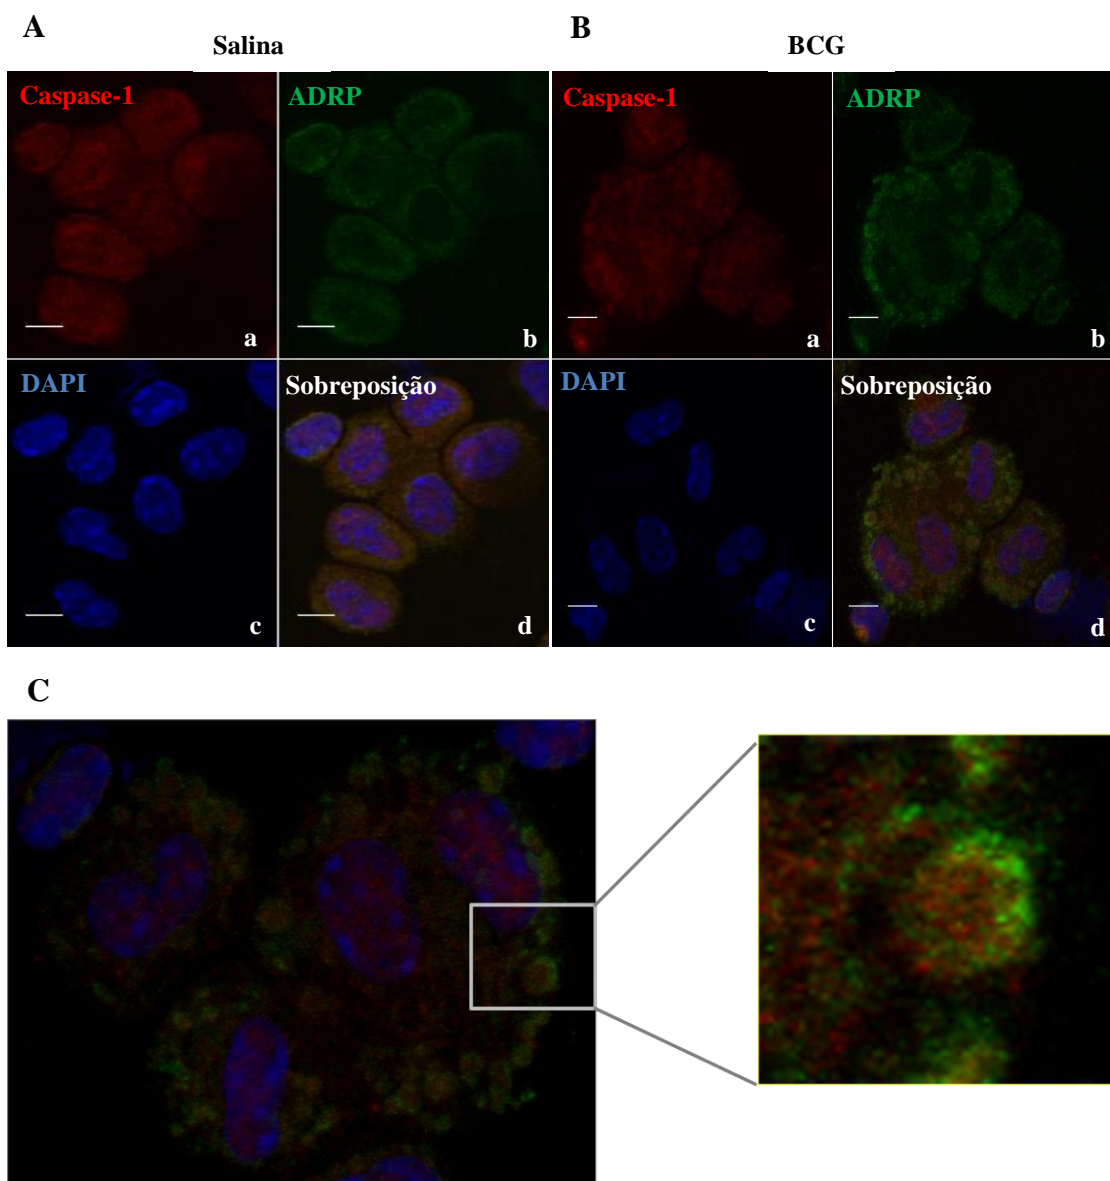 A
Salina
B
BCG
Caspase-1
ADRP
Caspase-1
ADRP
a
b
a
b
DAPI
Sobreposição
DAPI
Sobreposição
c
d
c
d
C